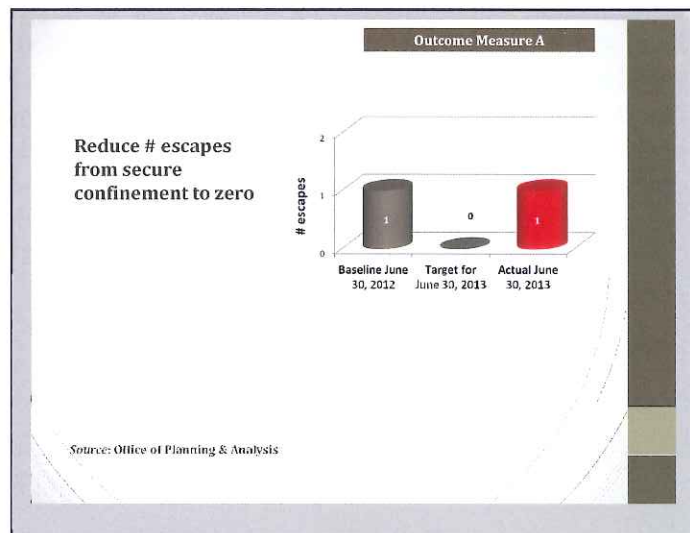 Outcome Measure A
Reduce # escapes
from secure
confinement to zero
# escapes
2
1
0
1
0
1
Baseline June
30, 2012
Target for
June 30, 2013
Actual June
30, 2013
Source: Office of Planning & Analysis